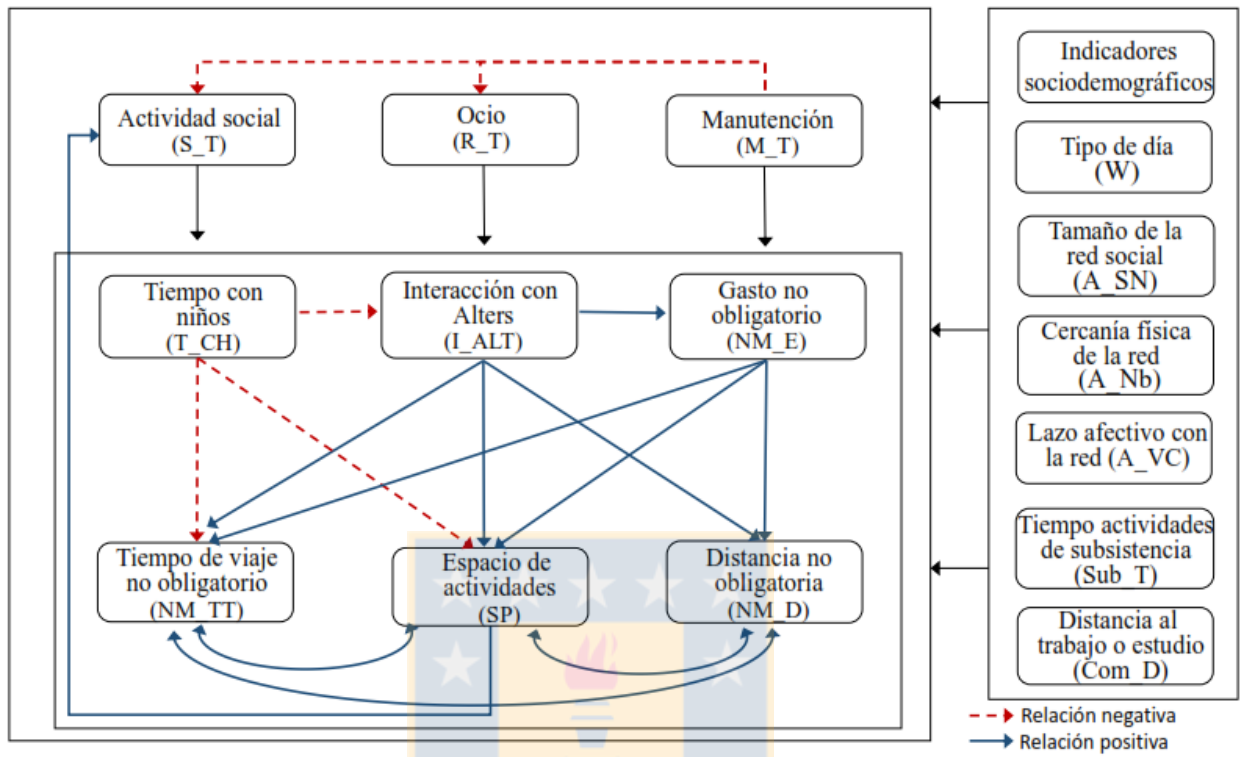 Actividad social
(S_T)
Ocio
(R_T)
Manutención
(M_T)
Tiempo con
niños
(T_CH)
Interacción con
Alters
(I_ALT)
Gasto no
obligatorio
(NM_E)
Tiempo de viaje
no obligatorio
(NM_TT)
Espacio de
actividades
(SP)
Distancia no
obligatoria
(NM_D)
Indicadores
sociodemográficos
Tipo de día
(W)
Tamaño de la
red social
(A_SN)
Cercanía física
de la red
(A_Nb)
Lazo afectivo con
la red (A_VC)
Tiempo actividades
de subsistencia
(Sub_T)
Distancia al
trabajo o estudio
(Com_D)
Relación negativa
Relación positiva